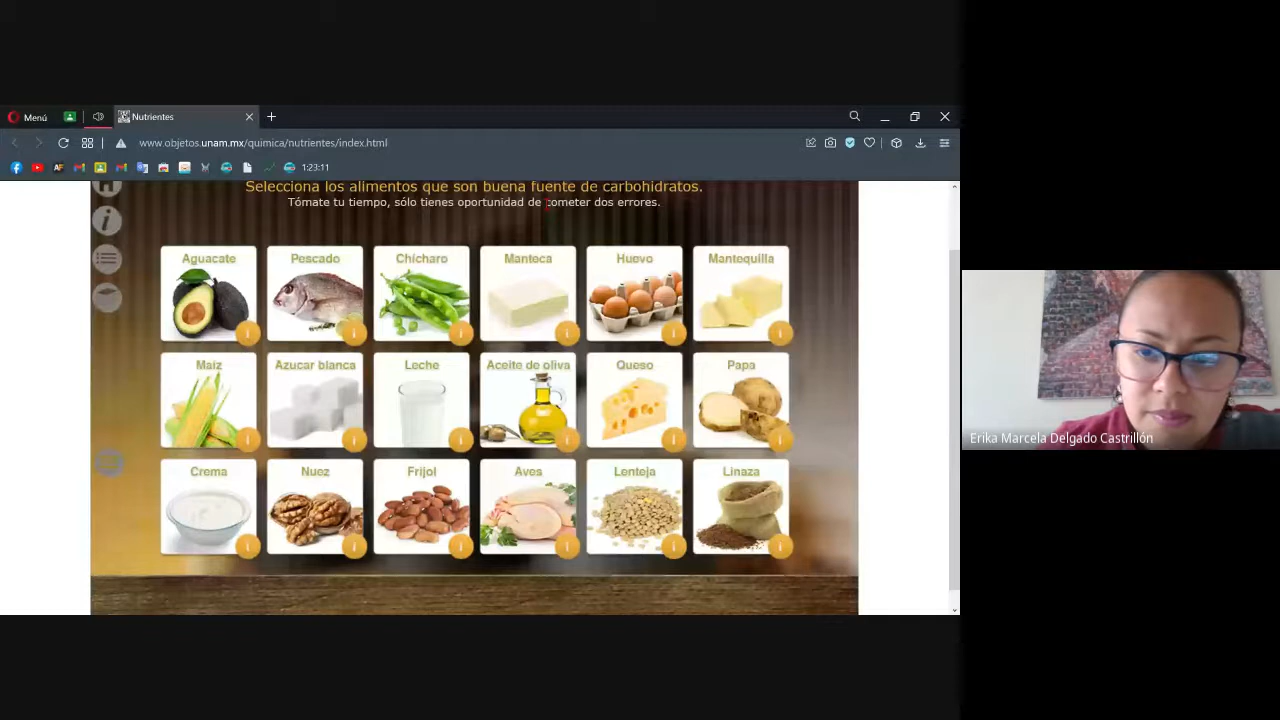 Menú
Nutrientes
www.objetos.unam.mx/quimica/nutrientes/index.html
AF
1:23:11
Selecciona los alimentos que son buena fuente de carbohidratos.
Tómate tu tiempo, sólo tienes oportunidad de cometer dos errores.
Aguacate Pescado Chícharo Manteca Huevo Mantequilla
Maíz Azucar blanca Leche Aceite de oliva Queso Papa
Crema Nuez Frijol Aves Lenteja Linaza
Erika Marcela Delgado Castrillón